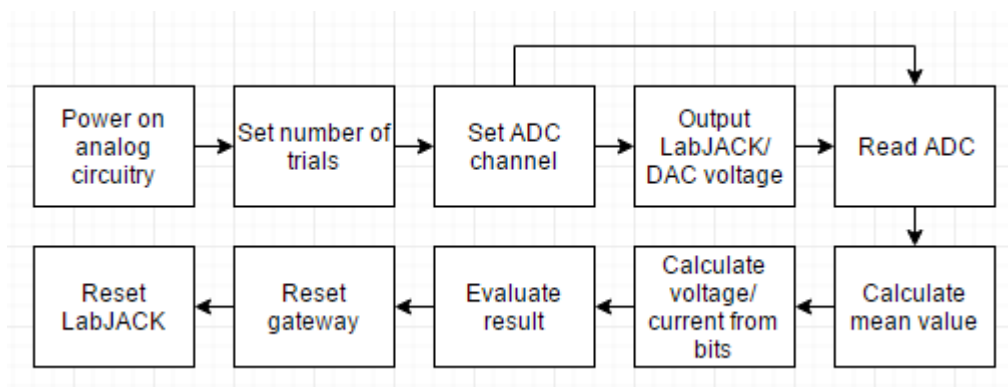 Power on
analog
circuitry
Set number of
trials
Set ADC
channel
Output
LabJACK/
DAC voltage
Read ADC
Reset
LabJACK
Reset
gateway
Evaluate
result
Calculate
voltage/
current from
bits
Calculate
mean value